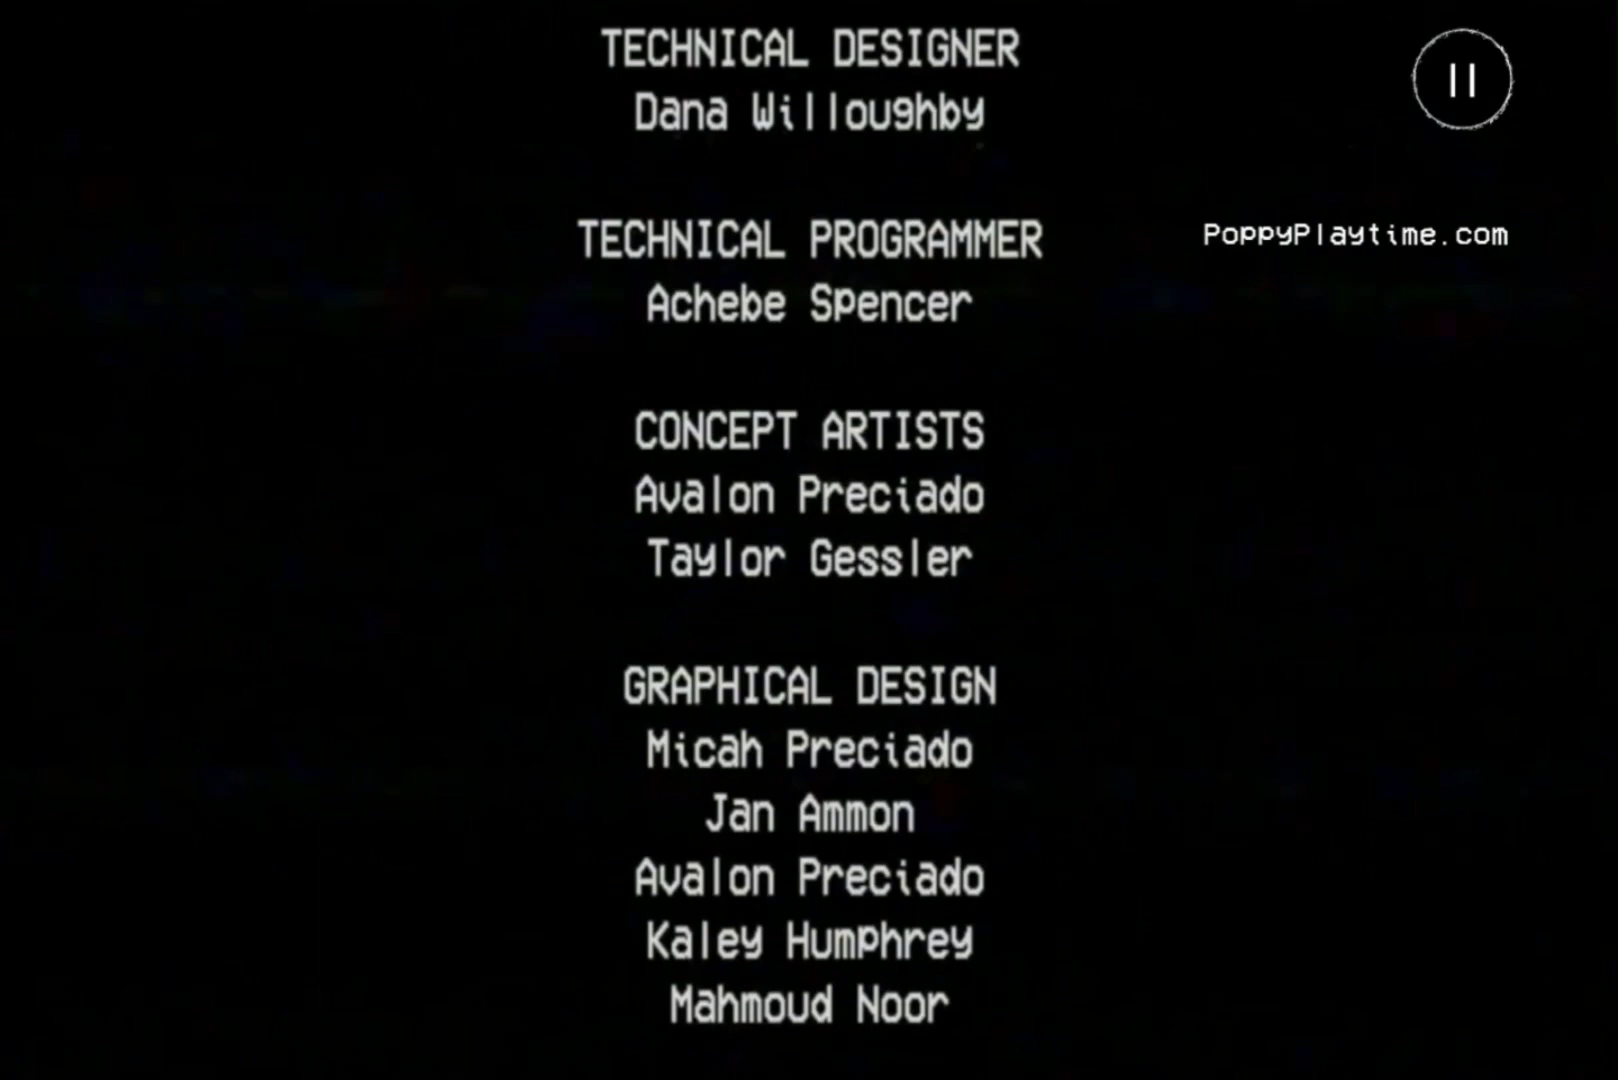 TECHNICAL DESIGNER
Dana Willoughby
TECHNICAL PROGRAMMER
PoppyPlaytime.com
Achebe Spencer
CONCEPT ARTISTS
Avalon Preciado
Taylor Gessler
GRAPHICAL DESIGN
Micah Preciado
Jan Ammon
Avalon Preciado
Kaley Humphrey
Mahmoud Noor